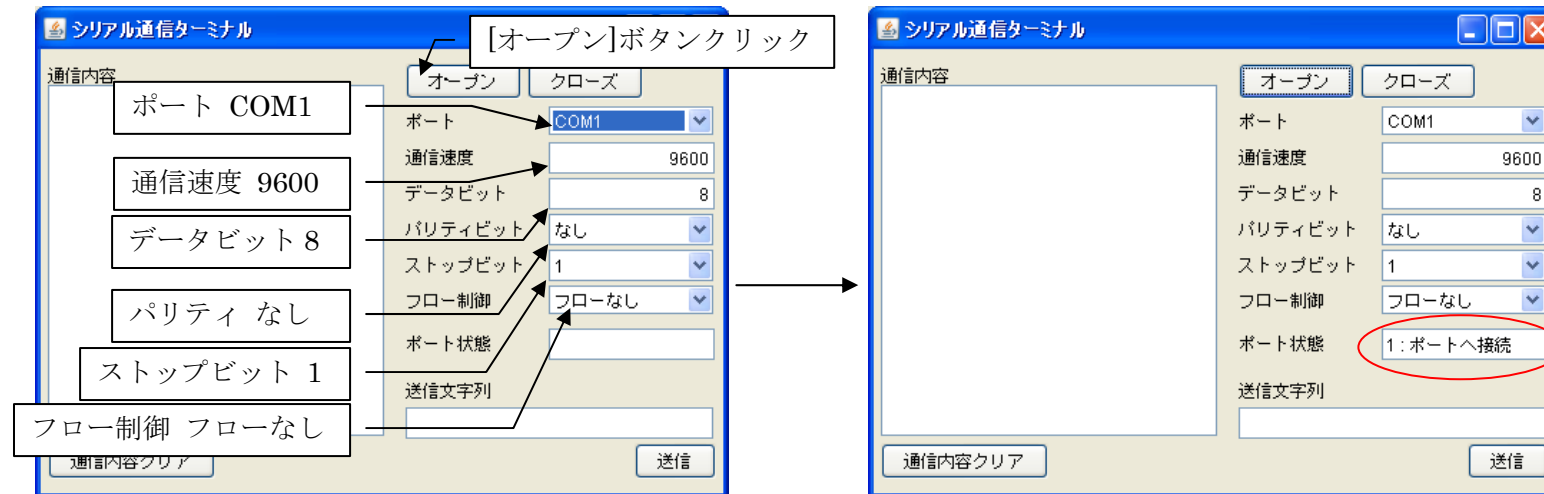 シリアル通信ターミナル
[オープン]ボタンクリック
通信内容
オープン
クローズ
ポート COM1
ポート
COM1
通信速度 9600
通信速度
9600
データビット 8
データビット
8
パリティ なし
パリティビット
なし
ストップビット 1
ストップビット
1
フロー制御 フローなし
フロー制御
フローなし
ポート状態
送信文字列
通信内容クリア
送信
シリアル通信ターミナル
通信内容
オープン
クローズ
ポート
COM1
通信速度
9600
データビット
8
パリティビット
なし
ストップビット
1
フロー制御
フローなし
ポート状態
1:ポートへ接続
送信文字列
通信内容クリア
送信